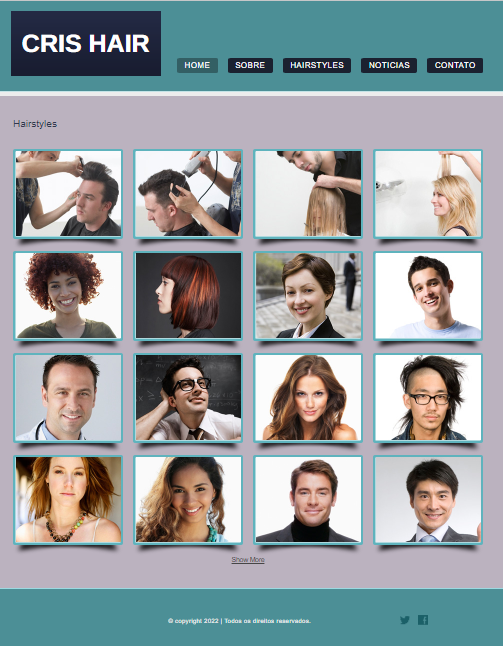 CRIS HAIR
HOME SOBRE HAIRSTYLES NOTICIAS CONTATO
Hairstyles
Show More
© copyright 2022 | Todos os direitos reservados.